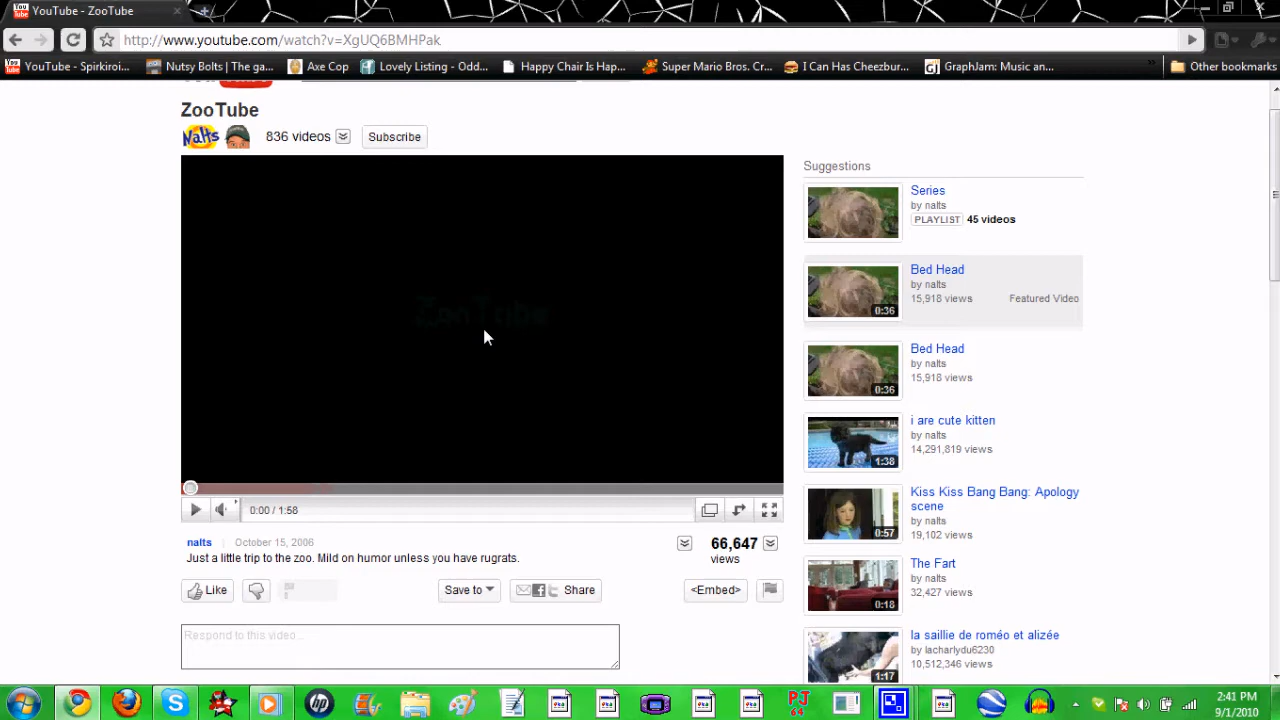 YouTube - ZooTube
http://www.youtube.com/watch?v=XgUQ6BMHPak
YouTube - Spirkiroi...
Nutsy Bolts | The ga...
Axe Cop
Lovely Listing - Odd...
Happy Chair Is Hap...
Super Mario Bros. Cr...
I Can Has Cheezbur...
GraphJam: Music an...
Other bookmarks
ZooTube
Nalts
836 videos
Subscribe
ZooTube
0:00 / 1:58
nalts
October 15, 2006
Just a little trip to the zoo. Mild on humor unless you have rugrats.
66,647
views
Like
Save to
Share
<Embed>
Respond to this video...
Suggestions
Series
by nalts
PLAYLIST 45 videos
Bed Head
by nalts
15,918 views
Featured Video
0:36
Bed Head
by nalts
15,918 views
0:36
i are cute kitten
by nalts
14,291,819 views
1:38
Kiss Kiss Bang Bang: Apology
scene
by nalts
19,102 views
0:57
The Fart
by nalts
32,427 views
0:18
la saillie de roméo et alizée
by lacharlydu6230
10,512,346 views
1:17
2:41 PM
9/1/2010